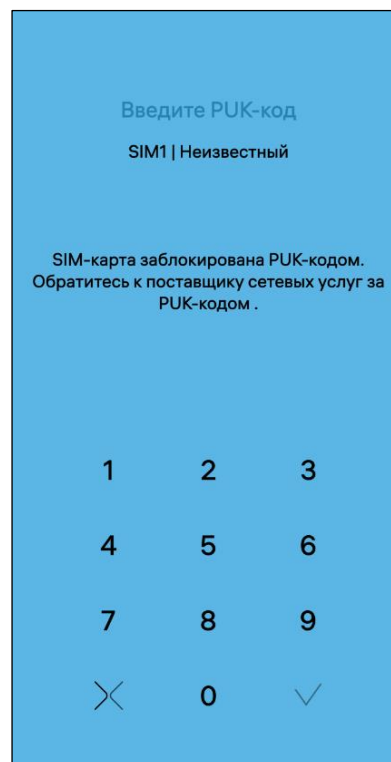 Введите PUK-код
SIM1 | Неизвестный
SIM-карта заблокирована PUK-кодом.
Обратитесь к поставщику сетевых услуг за
PUK-кодом .
1 2 3
4 5 6
7 8 9
0